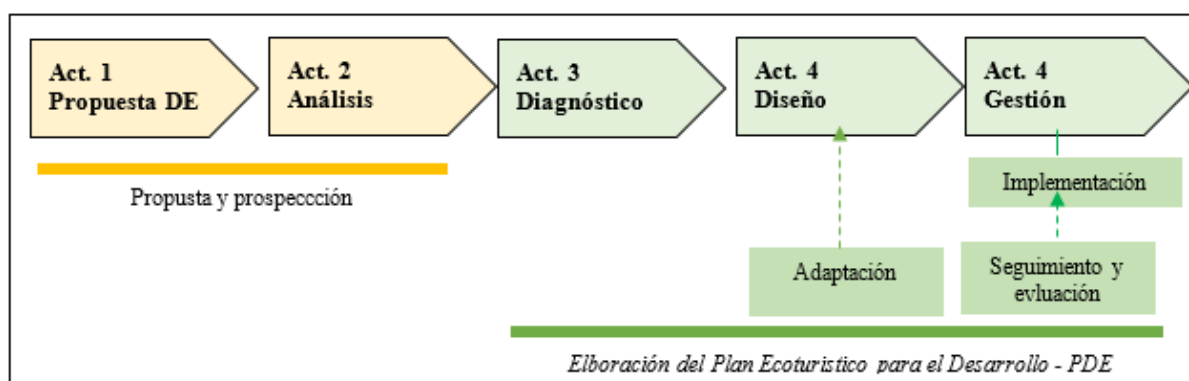 Act. 1
Propuesta DE
Act. 2
Análisis
Act. 3
Diagnóstico
Act. 4
Diseño
Act. 4
Gestión
Propusta y prospeccción
Implementación
Adaptación
Seguimiento y
evluación
Elboración del Plan Ecoturistico para el Desarrollo - PDE